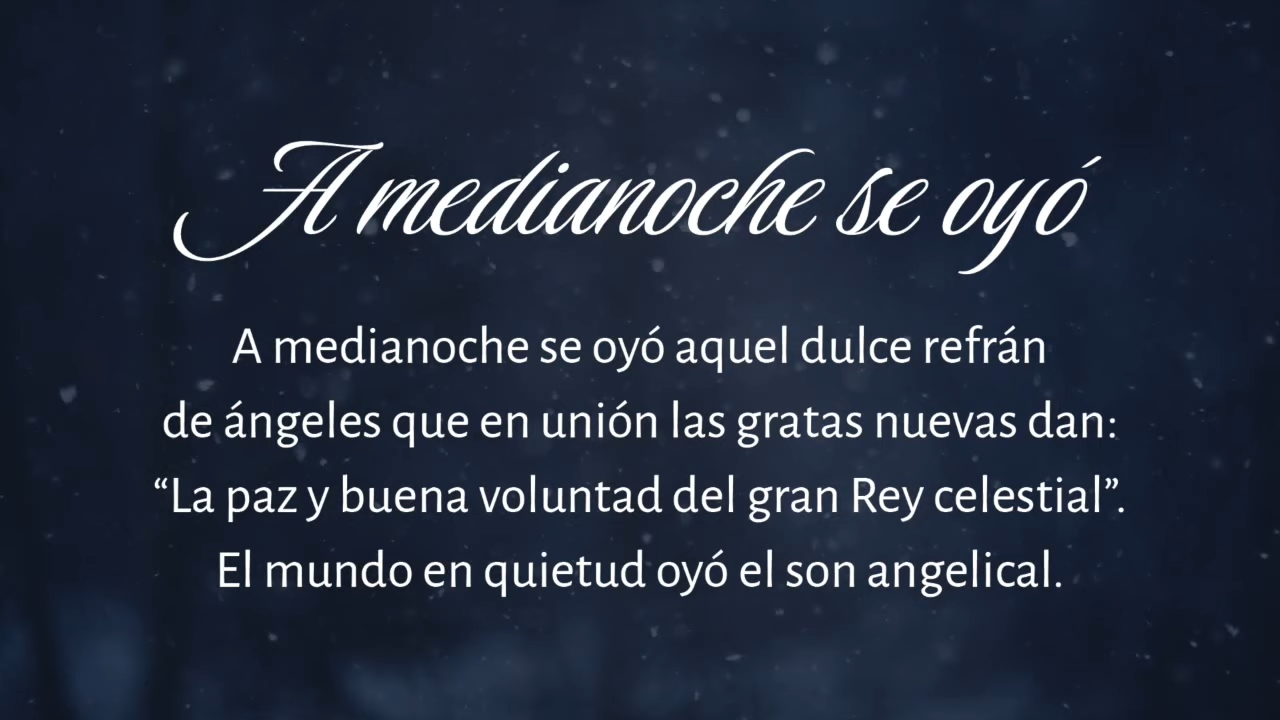 A medianoche se oyó
A medianoche se oyó aquel dulce refrán
de ángeles que en unión las gratas nuevas dan:
“La paz y buena voluntad del gran Rey celestial”.
El mundo en quietud oyó el son angelical.